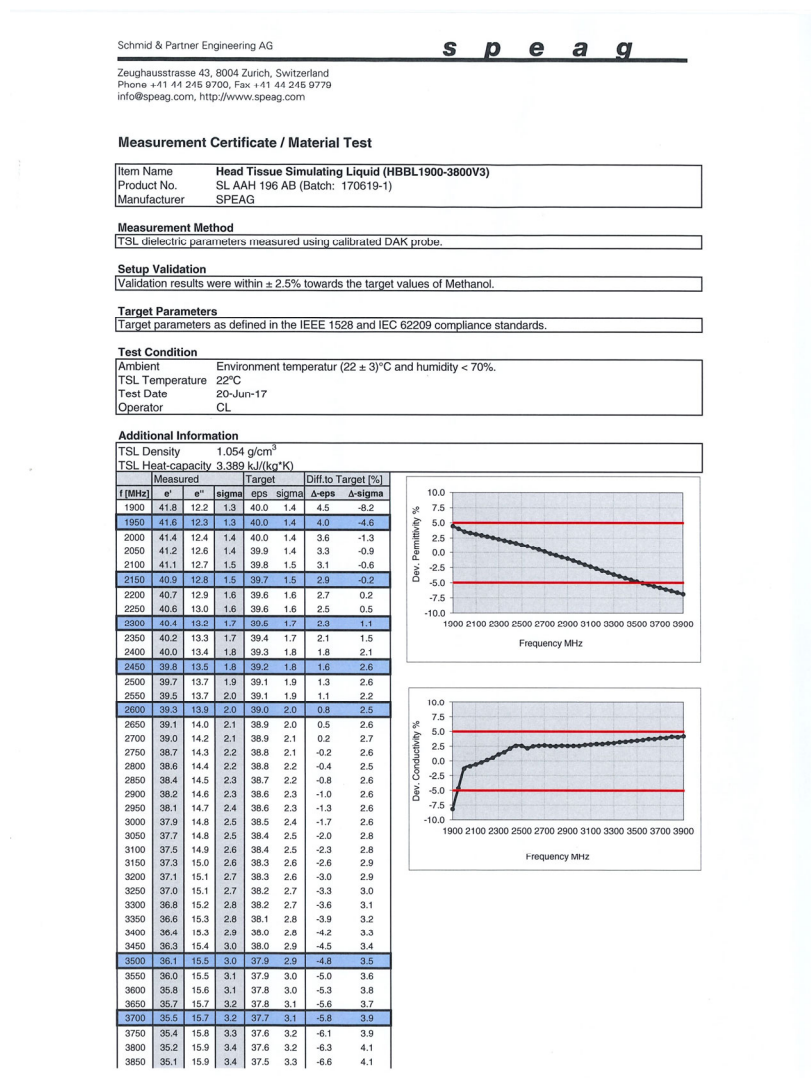 Schmid & Partner Engineering AG
s p e a g
Zeughausstrasse 43, 8004 Zurich, Switzerland
Phone +41 44 245 9700, Fax +41 44 245 9779
info@speag.com, http://www.speag.com
Measurement Certificate / Material Test
Item Name Head Tissue Simulating Liquid (HBBL1900-3800V3)
Product No. SL AAH 196 AB (Batch: 170619-1)
Manufacturer SPEAG
Measurement Method
TSL dielectric parameters measured using calibrated DAK probe.
Setup Validation
Validation results were within ± 2.5% towards the target values of Methanol.
Target Parameters
Target parameters as defined in the IEEE 1528 and IEC 62209 compliance standards.
Test Condition
Ambient Environment temperatur (22 ± 3)°C and humidity < 70%.
TSL Temperature 22°C
Test Date 20-Jun-17
Operator CL
Additional Information
TSL Density 1.054 g/cm³
TSL Heat-capacity 3.389 kJ/(kg*K)
Measured Target Diff.to Target [%]
f [MHz] e' e'' sigma eps sigma Δ-eps Δ-sigma
1900 41.8 12.2 1.3 40.0 1.4 4.5 -8.2
1950 41.6 12.3 1.3 40.0 1.4 4.0 -4.6
2000 41.4 12.4 1.4 40.0 1.4 3.6 -1.3
2050 41.2 12.6 1.4 39.9 1.4 3.3 -0.9
2100 41.1 12.7 1.5 39.8 1.5 3.1 -0.6
2150 40.9 12.8 1.5 39.7 1.5 2.9 -0.2
2200 40.7 12.9 1.6 39.6 1.6 2.7 0.2
2250 40.6 13.0 1.6 39.6 1.6 2.5 0.5
2300 40.4 13.2 1.7 39.5 1.7 2.3 1.1
2350 40.2 13.3 1.7 39.4 1.7 2.1 1.5
2400 40.0 13.4 1.8 39.3 1.8 1.8 2.1
2450 39.8 13.5 1.8 39.2 1.8 1.6 2.6
2500 39.7 13.7 1.9 39.1 1.9 1.3 2.6
2550 39.5 13.7 2.0 39.1 1.9 1.1 2.2
2600 39.3 13.9 2.0 39.0 2.0 0.8 2.5
2650 39.1 14.0 2.1 38.9 2.0 0.5 2.6
2700 39.0 14.2 2.1 38.9 2.1 0.2 2.7
2750 38.7 14.3 2.2 38.8 2.1 -0.2 2.6
2800 38.6 14.4 2.2 38.8 2.2 -0.4 2.5
2850 38.4 14.5 2.3 38.7 2.2 -0.8 2.6
2900 38.2 14.6 2.3 38.6 2.3 -1.0 2.6
2950 38.1 14.7 2.4 38.6 2.3 -1.3 2.6
3000 37.9 14.8 2.5 38.5 2.4 -1.7 2.6
3050 37.7 14.8 2.5 38.4 2.5 -2.0 2.8
3100 37.5 14.9 2.6 38.4 2.5 -2.3 2.8
3150 37.3 15.0 2.6 38.3 2.6 -2.6 2.9
3200 37.1 15.1 2.7 38.3 2.6 -3.0 2.9
3250 37.0 15.1 2.7 38.2 2.7 -3.3 3.0
3300 36.8 15.2 2.8 38.2 2.7 -3.6 3.1
3350 36.6 15.3 2.8 38.1 2.8 -3.9 3.2
3400 36.4 15.3 2.9 38.0 2.8 -4.2 3.3
3450 36.3 15.4 3.0 38.0 2.9 -4.5 3.4
3500 36.1 15.5 3.0 37.9 2.9 -4.8 3.5
3550 36.0 15.5 3.1 37.9 3.0 -5.0 3.6
3600 35.8 15.6 3.1 37.8 3.0 -5.3 3.8
3650 35.7 15.7 3.2 37.8 3.1 -5.6 3.7
3700 35.5 15.7 3.2 37.7 3.1 -5.8 3.9
3750 35.4 15.8 3.3 37.6 3.2 -6.1 3.9
3800 35.2 15.9 3.4 37.6 3.2 -6.3 4.1
3850 35.1 15.9 3.4 37.5 3.3 -6.6 4.1
Dev. Permittivity %
10.0
7.5
5.0
2.5
0.0
-2.5
-5.0
-7.5
-10.0
1900 2100 2300 2500 2700 2900 3100 3300 3500 3700 3900
Frequency MHz
Dev. Conductivity %
10.0
7.5
5.0
2.5
0.0
-2.5
-5.0
-7.5
-10.0
1900 2100 2300 2500 2700 2900 3100 3300 3500 3700 3900
Frequency MHz